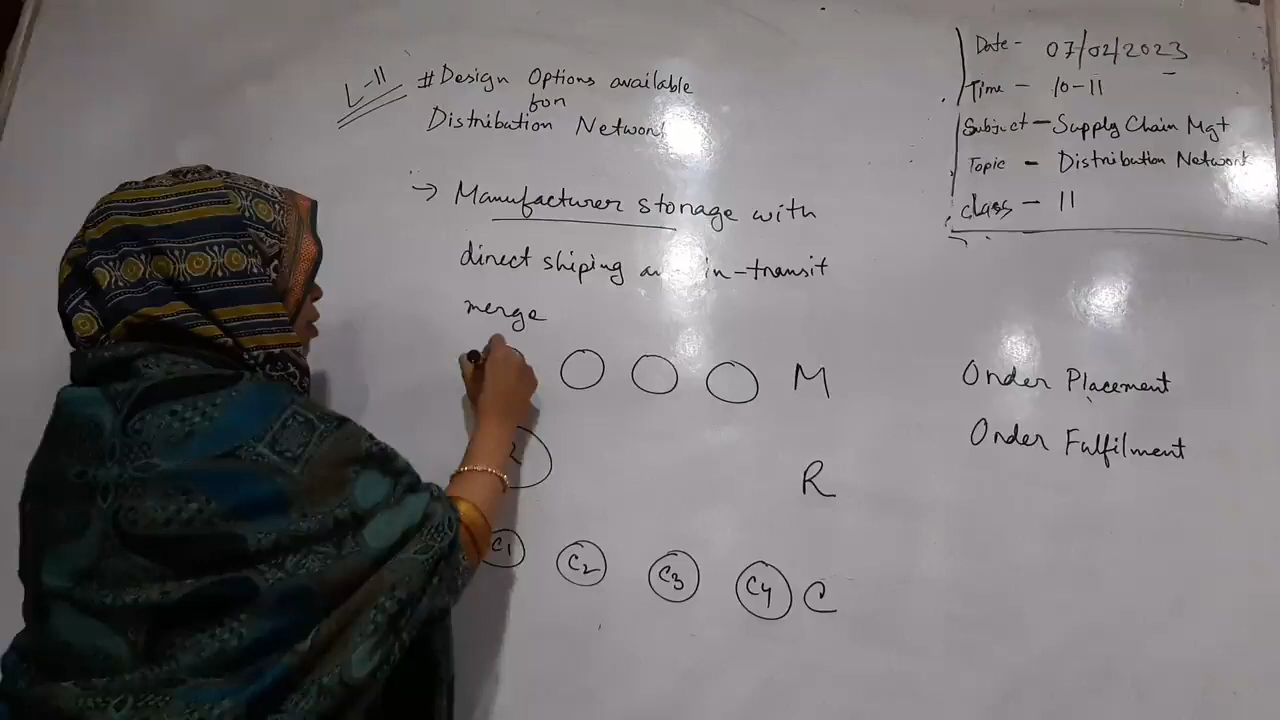 L-11
#Design Options available
for
Distribution Network
→ Manufacturer storage with
direct shiping in-transit
merge
M
R
C1 C2 C3 C4 C
Date- 07/02/2023
Time - 10-11
Subject - Supply Chain Mgt
Topic - Distribution Network
Class - 11
Order Placement
Order Fulfilment